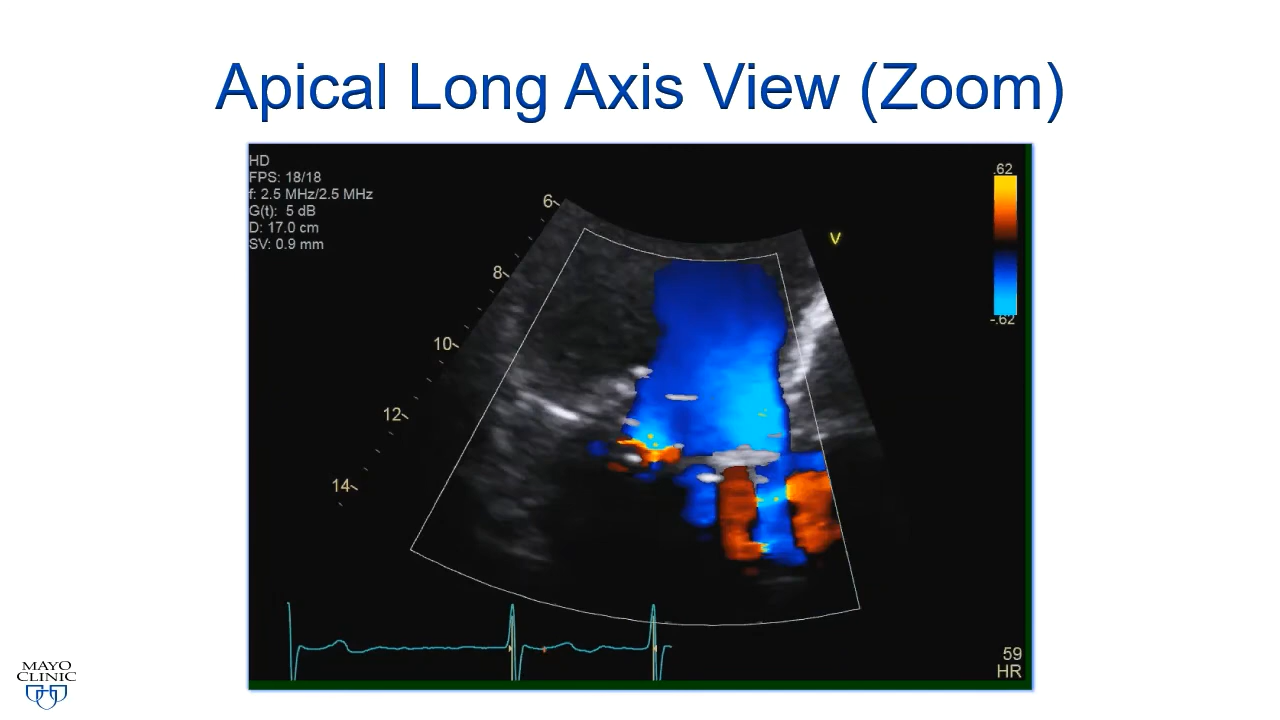 Apical Long Axis View (Zoom)
HD
FPS: 18/18
f: 2.5 MHz/2.5 MHz
G(t): 5 dB
D: 17.0 cm
SV: 0.9 mm
6
8
10
12
14
V
.62
-.62
59
HR
MAYO
CLINIC